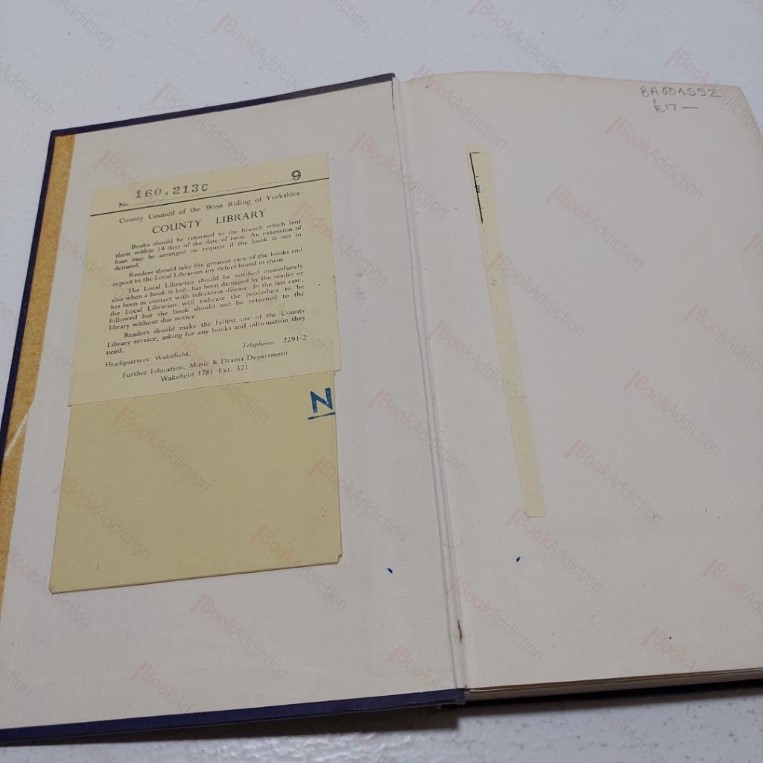 No. 160,213C 9
County Council of the West Riding of Yorkshire
COUNTY LIBRARY
Books should be returned to the branch which lent
them within 14 days of the date of issue. An extension of
loan may be arranged on request if the book is not in
demand.
Readers should take the greatest care of the books and
report to the Local Librarian any defect found in them.
The Local Librarian should be notified immediately
also when a book is lost, has been damaged by the reader or
has been in contact with infectious disease. In the last case,
the Local Librarian will indicate the procedure to be
followed but the book should not be returned to the
library without due notice.
Readers should make the fullest use of the County
Library service, asking for any books and information they
need.
Headquarters: Wakefield. Telephone 2291-2
Further Education, Music & Drama Department
Wakefield 3781 Ext. 321
N
£17 —
BookAddiction